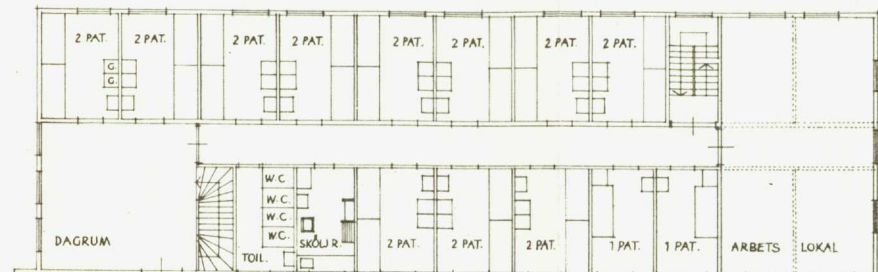 2 PAT. 2 PAT. 2 PAT. 2 PAT. 2 PAT. 2 PAT. 2 PAT. 2 PAT.
G.
G.
W.C.
W.C.
W.C.
W.C.
DAGRUM TOIL. SKÖLJ R. 2 PAT. 2 PAT. 2 PAT. 1 PAT. 1 PAT. ARBETS LOKAL